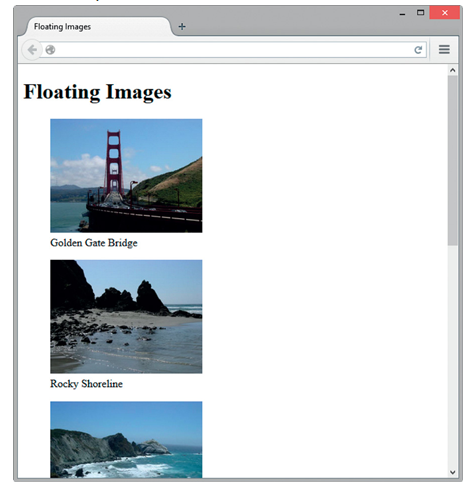 Floating Images
Floating Images
Golden Gate Bridge
Rocky Shoreline